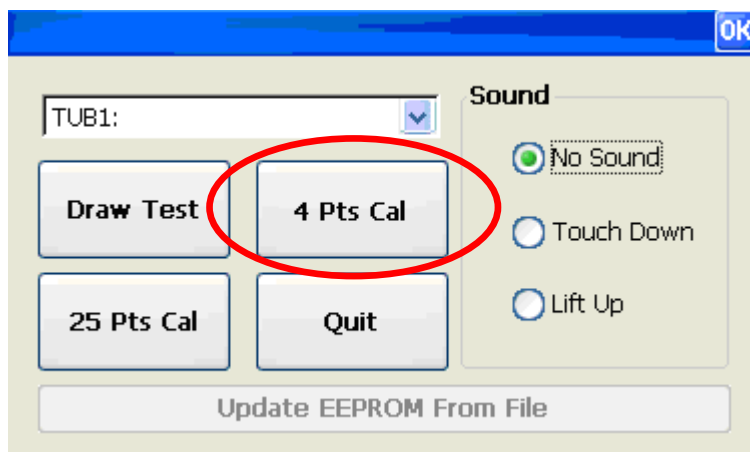 OK
TUB1:
Sound
No Sound
Draw Test
4 Pts Cal
Touch Down
25 Pts Cal
Quit
Lift Up
Update EEPROM From File